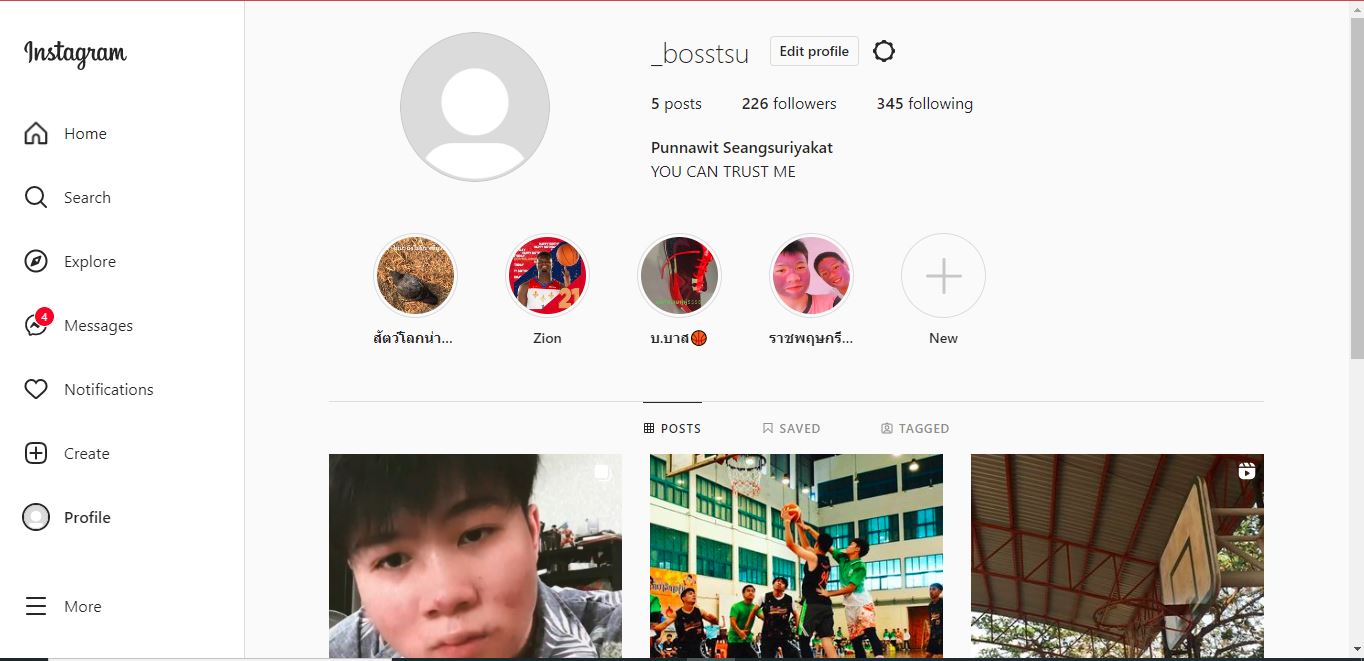 Instagram
Home
Search
Explore
4
Messages
Notifications
Create
Profile
More
_bosstsu
Edit profile
5 posts
226 followers
345 following
Punnawit Seangsuriyakat
YOU CAN TRUST ME
21
สัตว์โลกน่า...
Zion
บ.บาส🏀
ราชพฤษกรี...
New
POSTS
SAVED
TAGGED